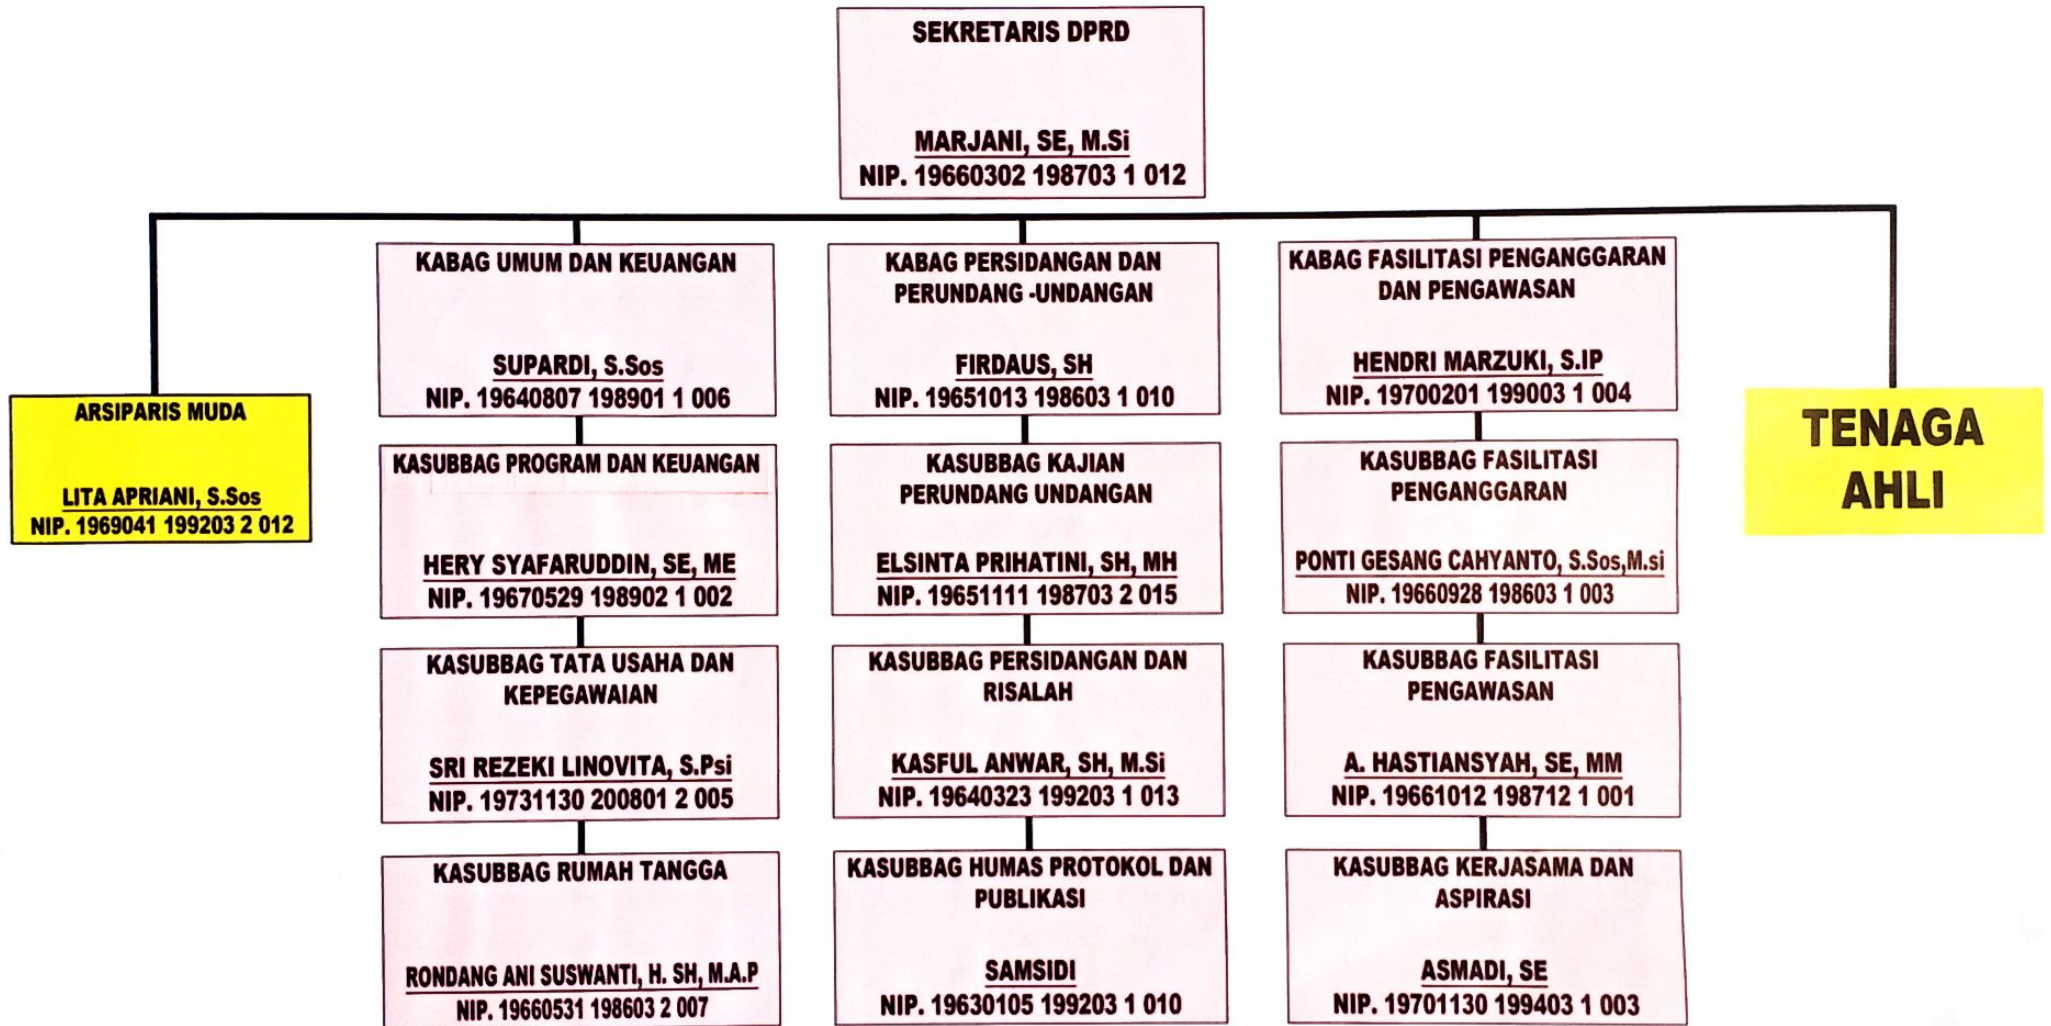 SEKRETARIS DPRD
MARJANI, SE, M.Si
NIP. 19660302 198703 1 012
ARSIPARIS MUDA
LITA APRIANI, S.Sos
NIP. 1969041 199203 2 012
KABAG UMUM DAN KEUANGAN
SUPARDI, S.Sos
NIP. 19640807 198901 1 006
KASUBBAG PROGRAM DAN KEUANGAN
HERY SYAFARUDDIN, SE, ME
NIP. 19670529 198902 1 002
KASUBBAG TATA USAHA DAN
KEPEGAWAIAN
SRI REZEKI LINOVITA, S.Psi
NIP. 19731130 200801 2 005
KASUBBAG RUMAH TANGGA
RONDANG ANI SUSWANTI, H. SH, M.A.P
NIP. 19660531 198603 2 007
KABAG PERSIDANGAN DAN
PERUNDANG -UNDANGAN
FIRDAUS, SH
NIP. 19651013 198603 1 010
KASUBBAG KAJIAN
PERUNDANG UNDANGAN
ELSINTA PRIHATINI, SH, MH
NIP. 19651111 198703 2 015
KASUBBAG PERSIDANGAN DAN
RISALAH
KASFUL ANWAR, SH, M.Si
NIP. 19640323 199203 1 013
KASUBBAG HUMAS PROTOKOL DAN
PUBLIKASI
SAMSIDI
NIP. 19630105 199203 1 010
KABAG FASILITASI PENGANGGARAN
DAN PENGAWASAN
HENDRI MARZUKI, S.IP
NIP. 19700201 199003 1 004
KASUBBAG FASILITASI
PENGANGGARAN
PONTI GESANG CAHYANTO, S.Sos,M.si
NIP. 19660928 198603 1 003
KASUBBAG FASILITASI
PENGAWASAN
A. HASTIANSYAH, SE, MM
NIP. 19661012 198712 1 001
KASUBBAG KERJASAMA DAN
ASPIRASI
ASMADI, SE
NIP. 19701130 199403 1 003
TENAGA
AHLI